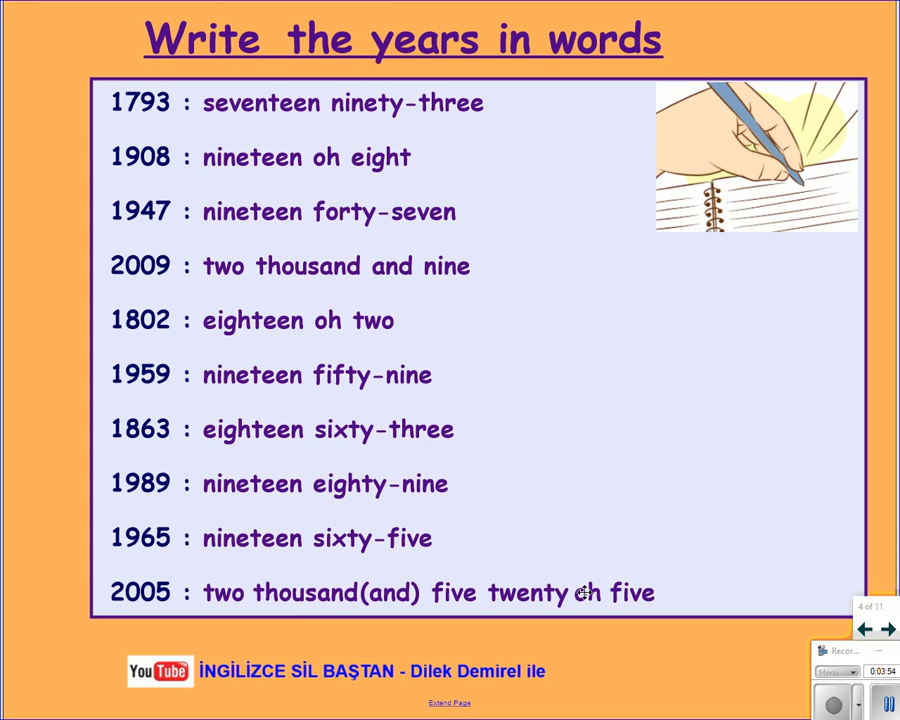 Write the years in words
1793 : seventeen ninety-three
1908 : nineteen oh eight
1947 : nineteen forty-seven
2009 : two thousand and nine
1802 : eighteen oh two
1959 : nineteen fifty-nine
1863 : eighteen sixty-three
1989 : nineteen eighty-nine
1965 : nineteen sixty-five
2005 : two thousand(and) five twenty oh five
4 of 11
Recor...
Menu
0:03:54
YouTube İNGİLİZCE SİL BAŞTAN - Dilek Demirel ile
Extend Page